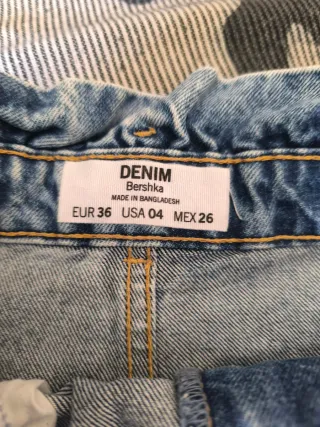 DENIM
Bershka
MADE IN BANGLADESH
EUR 36 USA 04 MEX 26